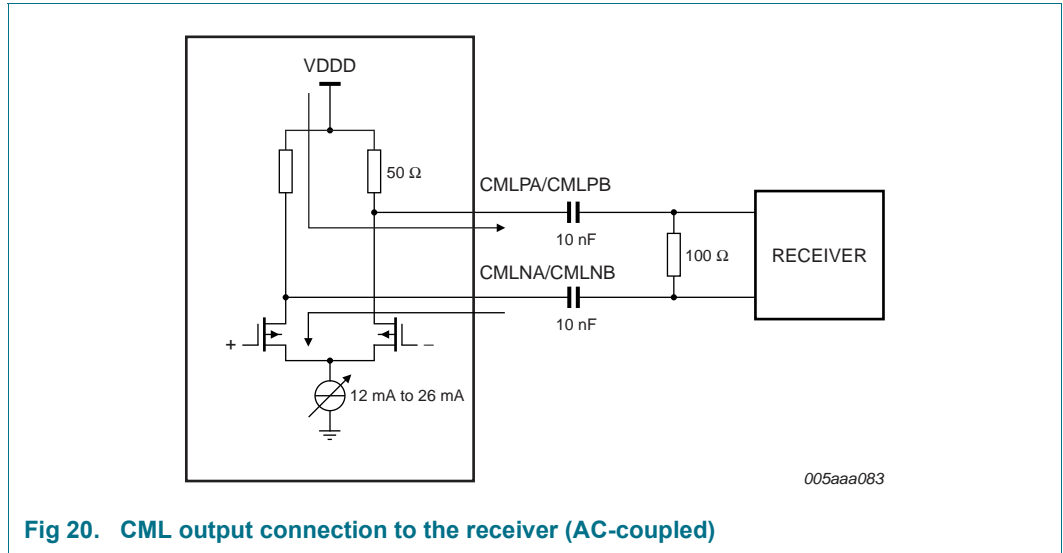 VDDD
50 Ω
CMLPA/CMLPB
10 nF
100 Ω
RECEIVER
CMLNA/CMLNB
10 nF
+
−
12 mA to 26 mA
005aaa083
Fig 20. CML output connection to the receiver (AC-coupled)